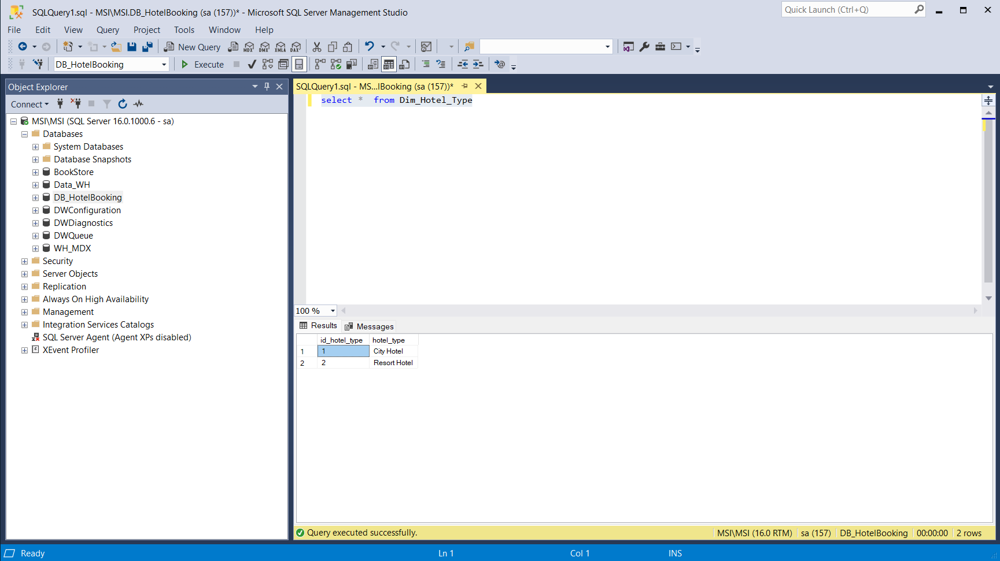 SQLQuery1.sql - MSI\MSI.DB_HotelBooking (sa (157))* - Microsoft SQL Server Management Studio
Quick Launch (Ctrl+Q)
File Edit View Query Project Tools Window Help
New Query MDX DMX XMLA DAX
DB_HotelBooking Execute
Object Explorer
Connect
MSI\MSI (SQL Server 16.0.1000.6 - sa)
Databases
System Databases
Database Snapshots
BookStore
Data_WH
DB_HotelBooking
DWConfiguration
DWDiagnostics
DWQueue
WH_MDX
Security
Server Objects
Replication
Always On High Availability
Management
Integration Services Catalogs
SQL Server Agent (Agent XPs disabled)
XEvent Profiler
SQLQuery1.sql - MS...lBooking (sa (157))*
select * from Dim_Hotel_Type
100 %
Results Messages
id_hotel_type hotel_type
1 1 City Hotel
2 2 Resort Hotel
Query executed successfully. MSI\MSI (16.0 RTM) sa (157) DB_HotelBooking 00:00:00 2 rows
Ready Ln 1 Col 1 INS